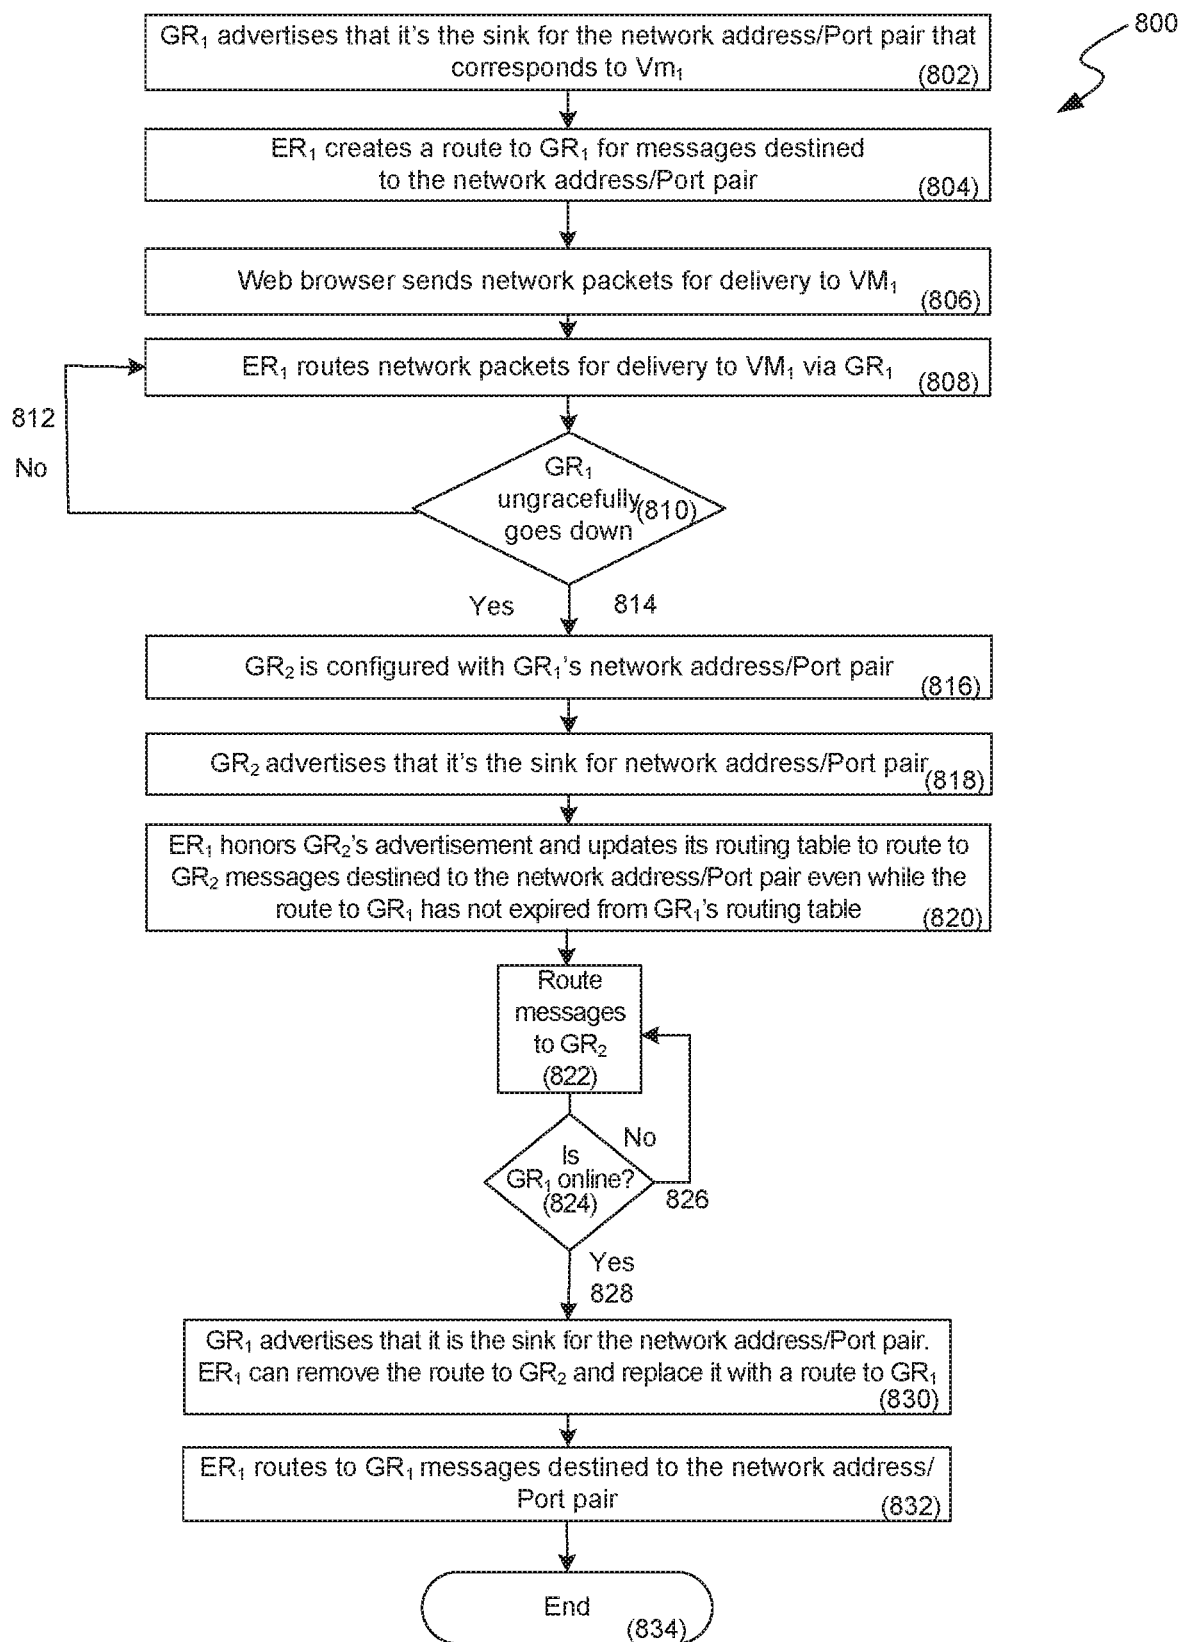 800
GR₁ advertises that it's the sink for the network address/Port pair that
corresponds to Vm₁
(802)
ER₁ creates a route to GR₁ for messages destined
to the network address/Port pair
(804)
Web browser sends network packets for delivery to VM₁
(806)
ER₁ routes network packets for delivery to VM₁ via GR₁
(808)
812
No
GR₁
ungracefully
(810)
goes down
Yes
814
GR₂ is configured with GR₁'s network address/Port pair
(816)
GR₂ advertises that it's the sink for network address/Port pair
(818)
ER₁ honors GR₂'s advertisement and updates its routing table to route to
GR₂ messages destined to the network address/Port pair even while the
route to GR₁ has not expired from GR₁'s routing table
(820)
Route
messages
to GR₂
(822)
Is
GR₁ online?
(824)
No
826
Yes
828
GR₁ advertises that it is the sink for the network address/Port pair.
ER₁ can remove the route to GR₂ and replace it with a route to GR₁
(830)
ER₁ routes to GR₁ messages destined to the network address/
Port pair
(832)
End
(834)